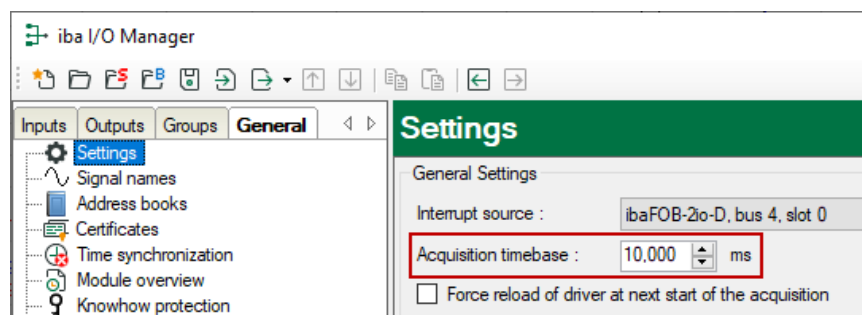 iba I/O Manager
S B
Inputs Outputs Groups General
Settings
Signal names
Address books
Certificates
Time synchronization
Module overview
Knowhow protection
Settings
General Settings
Interrupt source : ibaFOB-2io-D, bus 4, slot 0
Acquisition timebase : 10,000 ms
Force reload of driver at next start of the acquisition